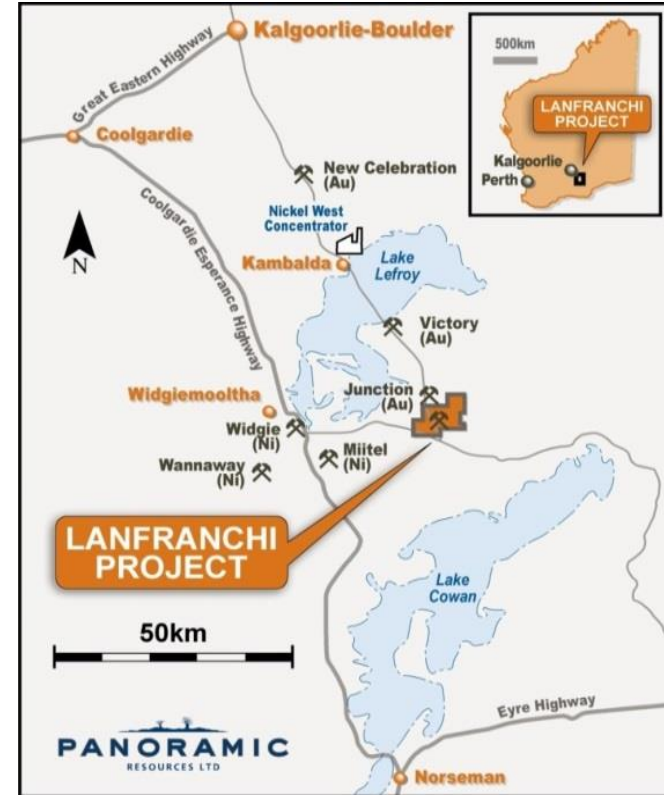 Kalgoorlie-Boulder
Great Eastern Highway
Coolgardie
500km
LANFRANCHI
PROJECT
Kalgoorlie
Perth
New Celebration
(Au)
Nickel West
Concentrator
Coolgardie Esperance Highway
N
Kambalda
Lake
Lefroy
Victory
(Au)
Junction
(Au)
Widgiemooltha
Widgie
(Ni)
Miitel
(Ni)
Wannaway
(Ni)
LANFRANCHI
PROJECT
Lake
Cowan
50km
Eyre Highway
PANORAMIC
RESOURCES LTD
Norseman